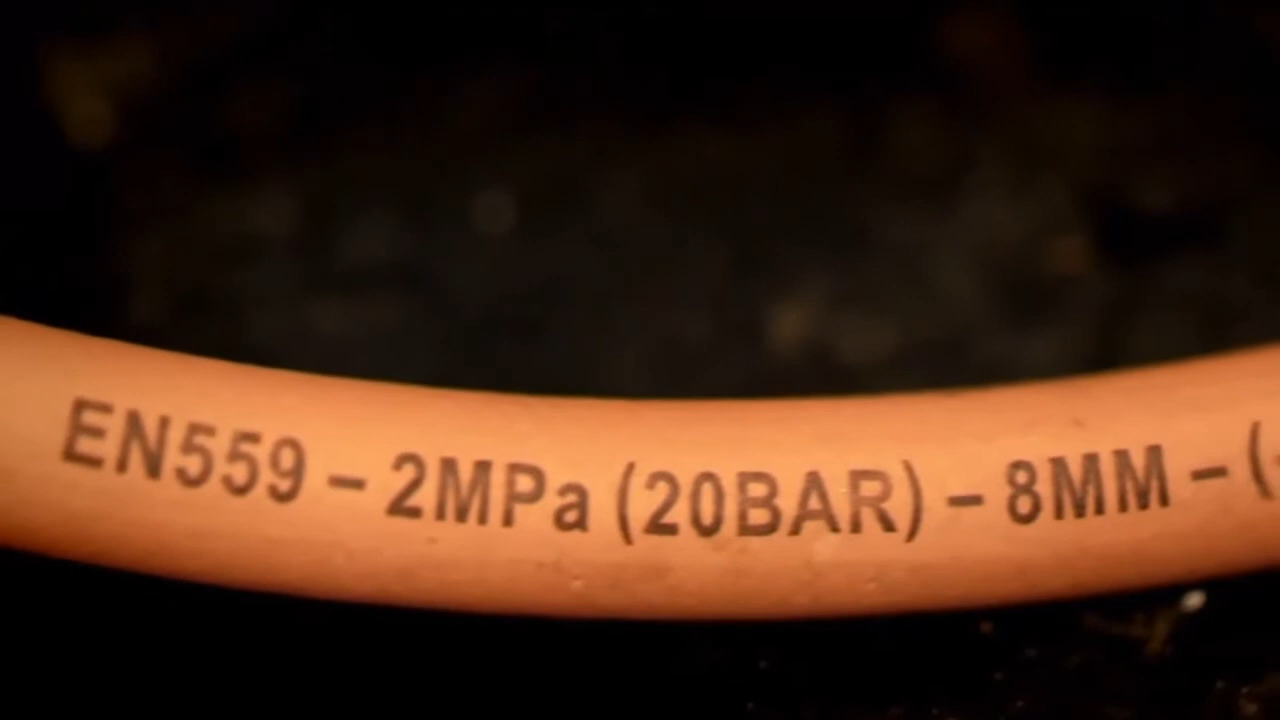 EN559 – 2MPa (20BAR) – 8MM – (